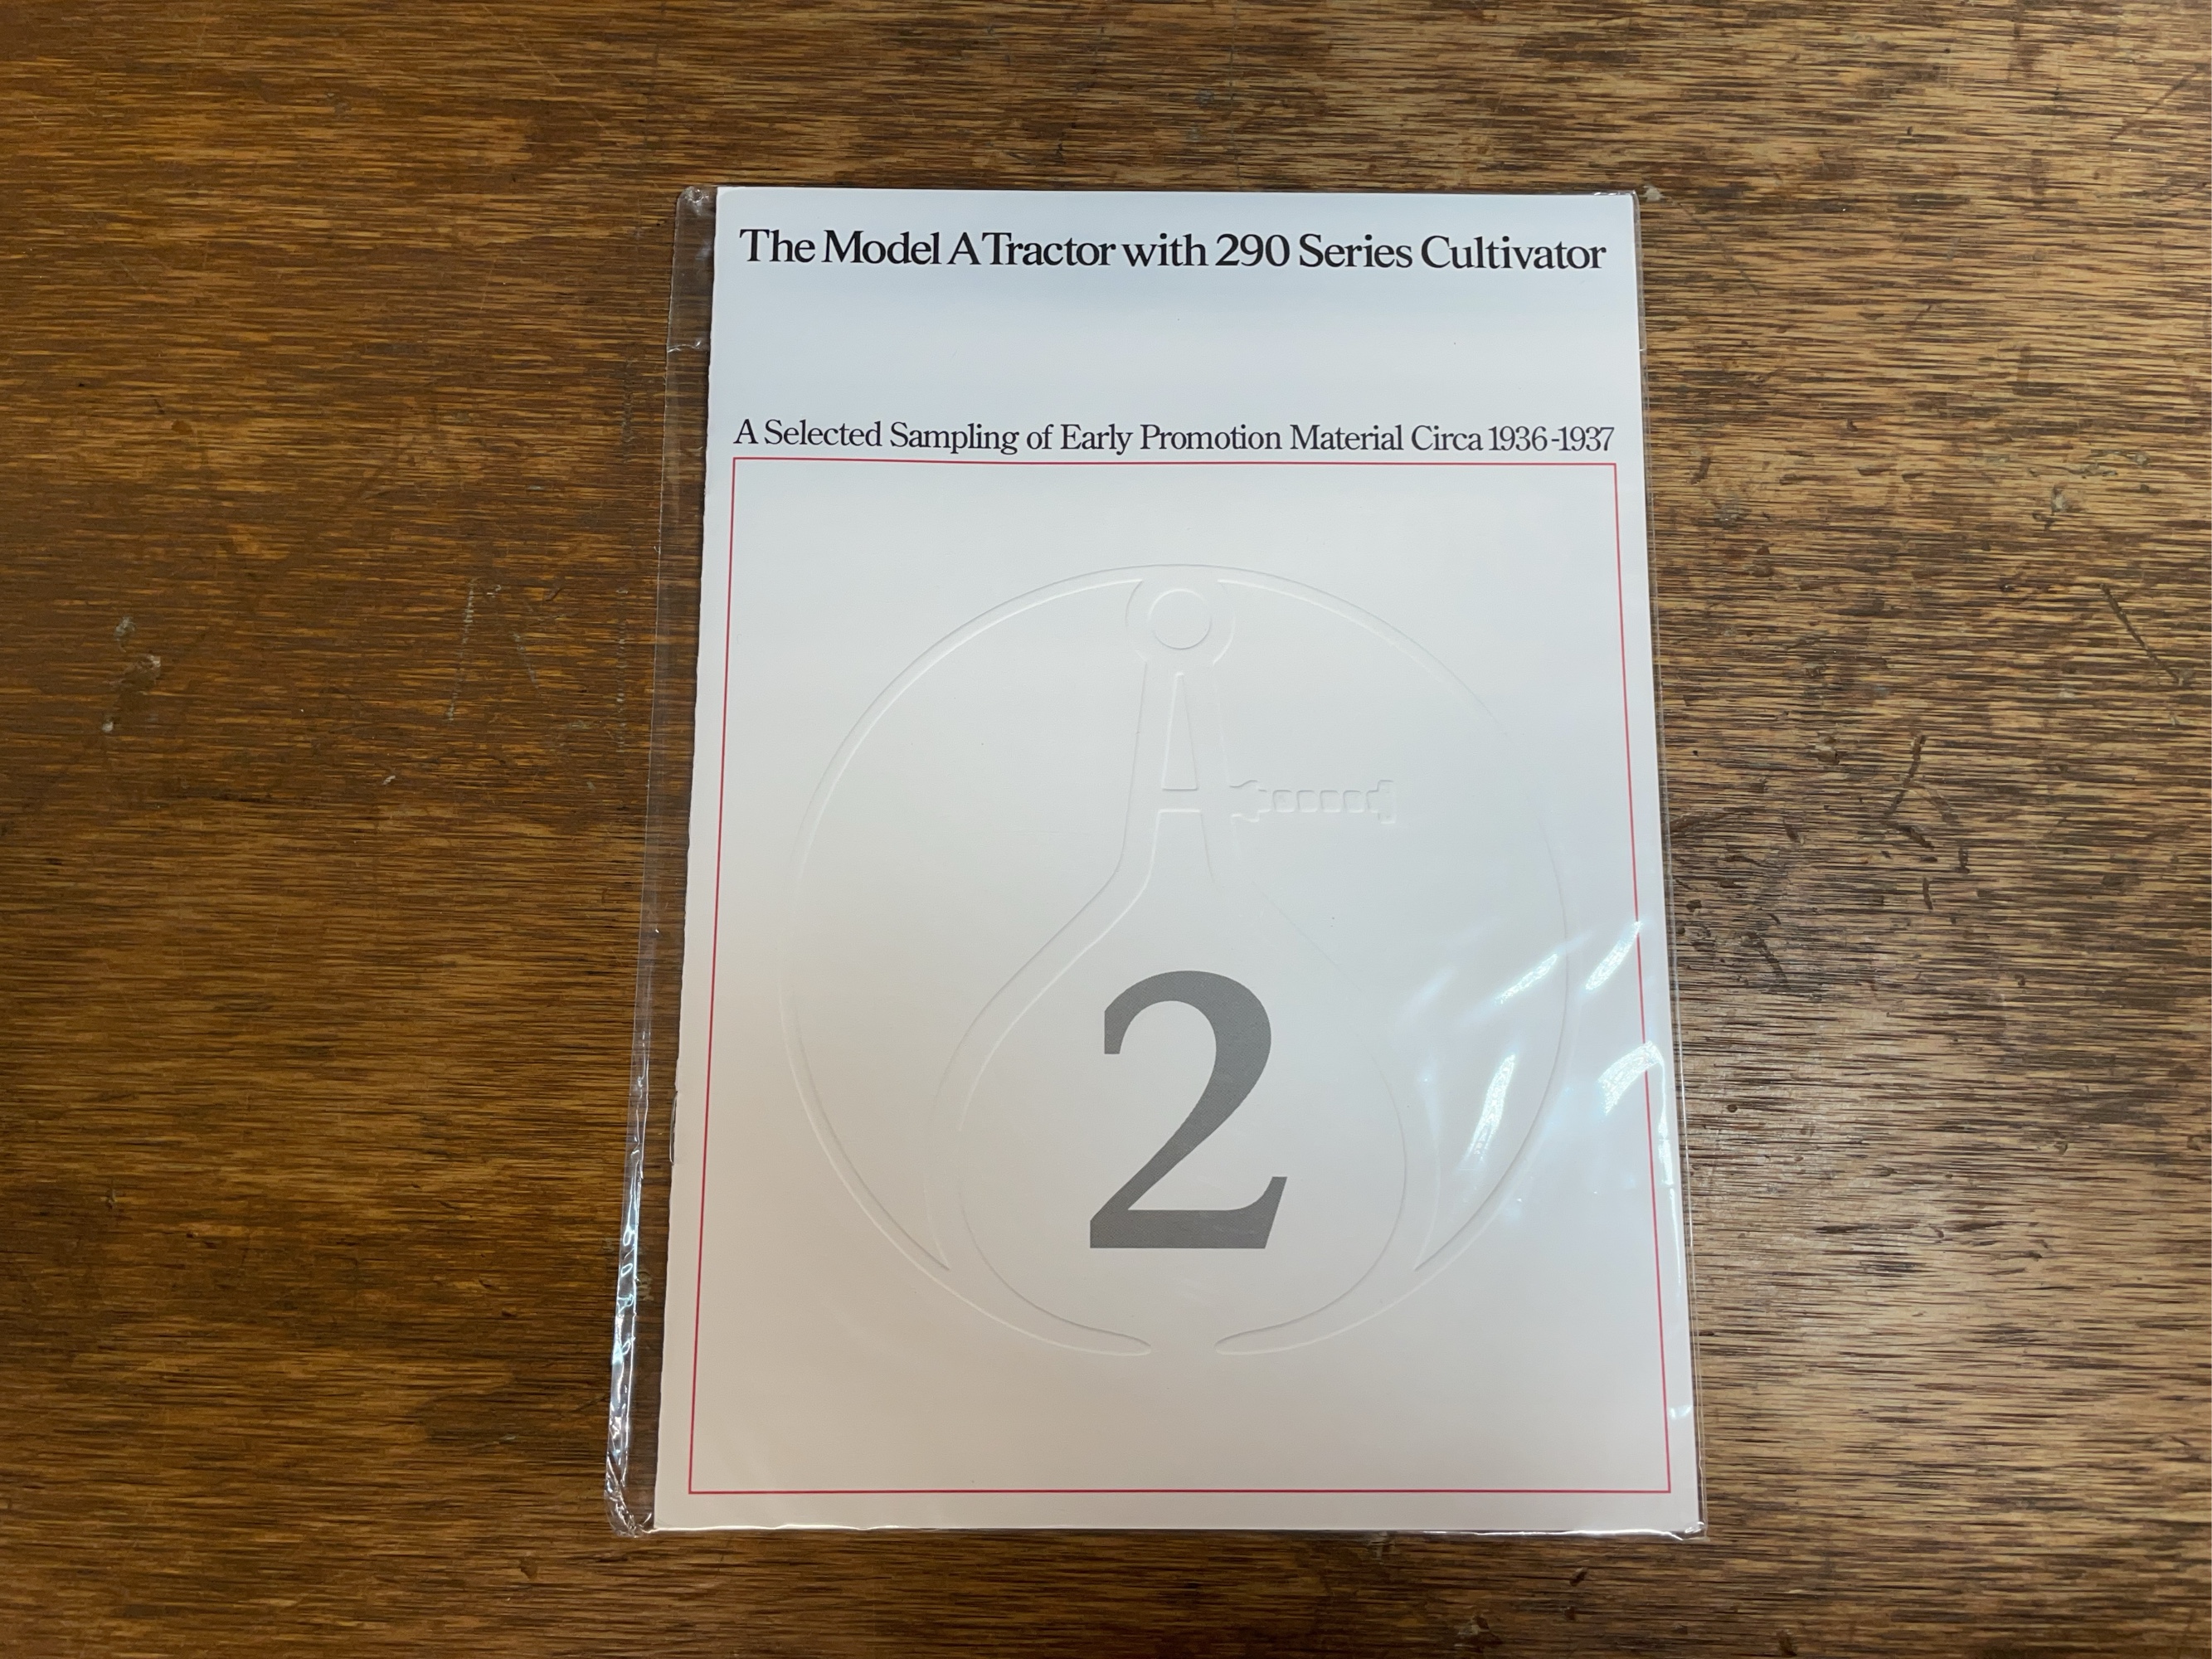 The Model A Tractor with 290 Series Cultivator
A Selected Sampling of Early Promotion Material Circa 1936-1937
2